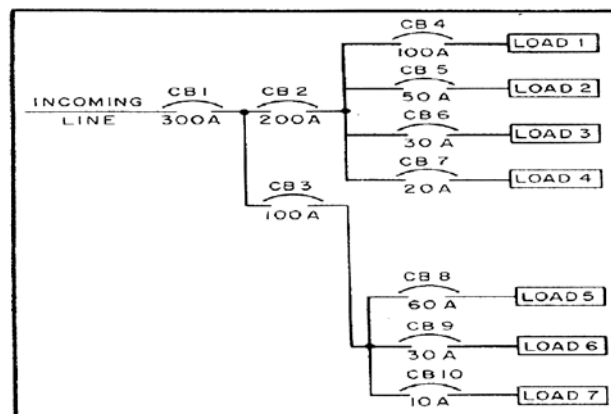 CB 4
100A
LOAD 1
CB 5
50 A
LOAD 2
INCOMING
LINE
CB 1
300A
CB 2
200A
CB 6
30 A
LOAD 3
CB 7
20 A
LOAD 4
CB 3
100 A
CB 8
60 A
LOAD 5
CB 9
30 A
LOAD 6
CB 10
10 A
LOAD 7